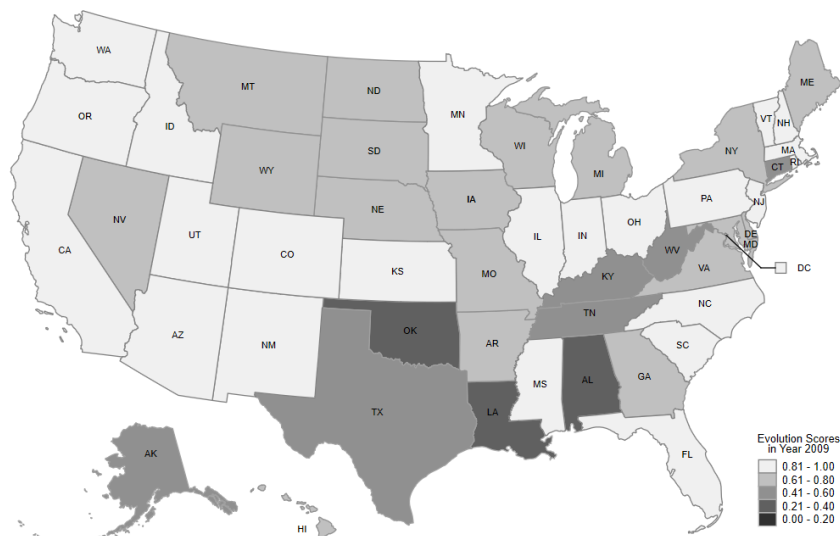 WA
MT
ND
ME
OR
ID
MN
VT
NH
SD
WI
NY
MA
WY
MI
CT
RI
IA
NE
PA
NJ
NV
OH
UT
IL
IN
DE
CO
MD
CA
WV
KS
MO
VA
DC
KY
NC
TN
OK
AZ
NM
AR
SC
MS
AL
GA
LA
TX
Evolution Scores
in Year 2009
AK
FL
0.81 - 1.00
0.61 - 0.80
0.41 - 0.60
0.21 - 0.40
0.00 - 0.20
HI